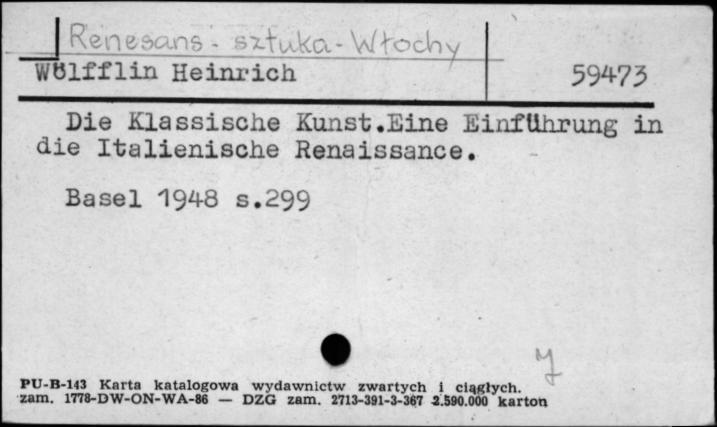 Renesans - sztuka - Włochy
Wölfflin Heinrich 59473
Die Klassische Kunst.Eine Einführung in
die Italienische Renaissance.
Basel 1948 s.299
y
PU-B-143 Karta katalogowa wydawnictw zwartych i ciągłych.
zam. 1778-DW-ON-WA-86 — DZG zam. 2713-391-3-367 2.590.000 karton